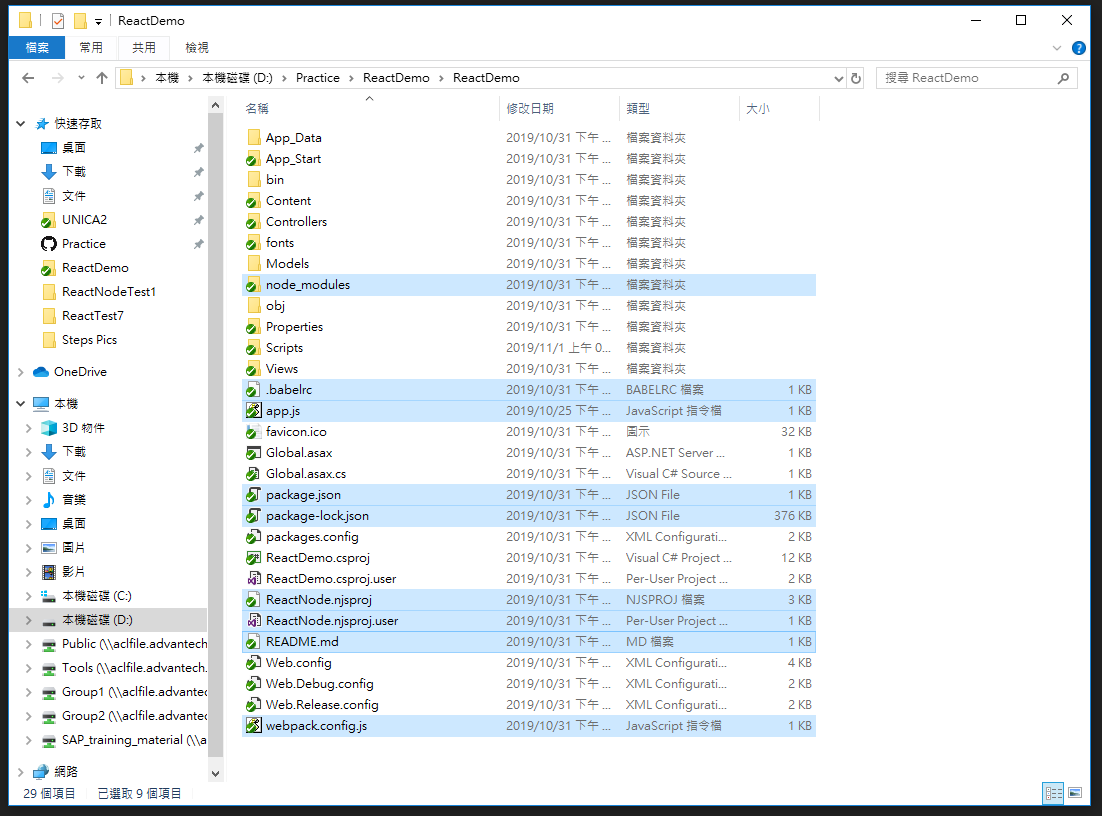 ReactDemo
檔案 常用 共用 檢視
本機 本機磁碟 (D:) Practice ReactDemo ReactDemo 搜尋 ReactDemo
快速存取
桌面
下載
文件
UNICA2
Practice
ReactDemo
ReactNodeTest1
ReactTest7
Steps Pics
OneDrive
本機
3D 物件
下載
文件
音樂
桌面
圖片
影片
本機磁碟 (C:)
本機磁碟 (D:)
Public (\\aclfile.advantech
Tools (\\aclfile.advantech.
Group1 (\\aclfile.advantec
Group2 (\\aclfile.advantec
SAP_training_material (\\a
網路
名稱 修改日期 類型 大小
App_Data 2019/10/31 下午 ... 檔案資料夾
App_Start 2019/10/31 下午 ... 檔案資料夾
bin 2019/10/31 下午 ... 檔案資料夾
Content 2019/10/31 下午 ... 檔案資料夾
Controllers 2019/10/31 下午 ... 檔案資料夾
fonts 2019/10/31 下午 ... 檔案資料夾
Models 2019/10/31 下午 ... 檔案資料夾
node_modules 2019/10/31 下午 ... 檔案資料夾
obj 2019/10/31 下午 ... 檔案資料夾
Properties 2019/10/31 下午 ... 檔案資料夾
Scripts 2019/11/1 上午 0... 檔案資料夾
Views 2019/10/31 下午 ... 檔案資料夾
.babelrc 2019/10/31 下午 ... BABELRC 檔案 1 KB
app.js 2019/10/25 下午 ... JavaScript 指令檔 1 KB
favicon.ico 2019/10/31 下午 ... 圖示 32 KB
Global.asax 2019/10/31 下午 ... ASP.NET Server ... 1 KB
Global.asax.cs 2019/10/31 下午 ... Visual C# Source ... 1 KB
package.json 2019/10/31 下午 ... JSON File 1 KB
package-lock.json 2019/10/31 下午 ... JSON File 376 KB
packages.config 2019/10/31 下午 ... XML Configurati... 2 KB
ReactDemo.csproj 2019/10/31 下午 ... Visual C# Project ... 12 KB
ReactDemo.csproj.user 2019/10/31 下午 ... Per-User Project ... 2 KB
ReactNode.njsproj 2019/10/31 下午 ... NJSPROJ 檔案 3 KB
ReactNode.njsproj.user 2019/10/31 下午 ... Per-User Project ... 1 KB
README.md 2019/10/31 下午 ... MD 檔案 1 KB
Web.config 2019/10/31 下午 ... XML Configurati... 4 KB
Web.Debug.config 2019/10/31 下午 ... XML Configurati... 2 KB
Web.Release.config 2019/10/31 下午 ... XML Configurati... 2 KB
webpack.config.js 2019/10/31 下午 ... JavaScript 指令檔 1 KB
29 個項目 已選取 9 個項目